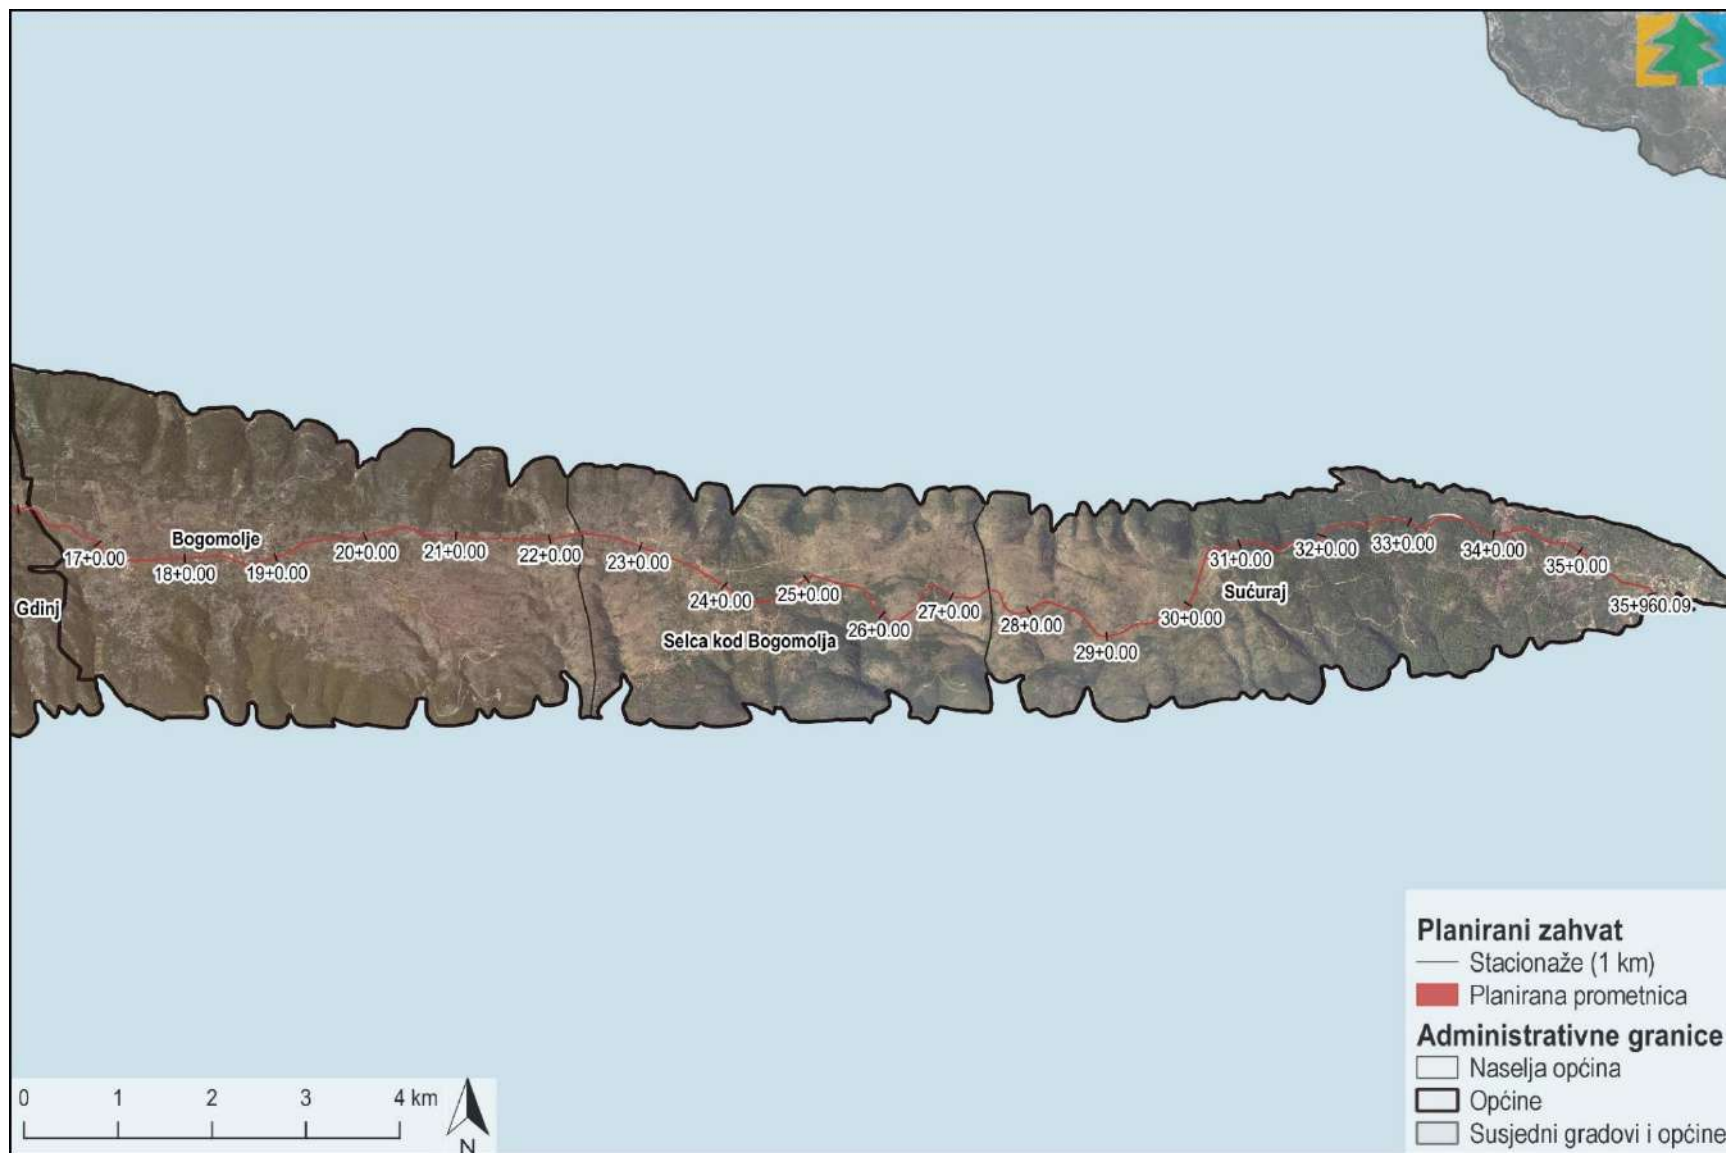 Bogomolje
17+0.00
18+0.00
19+0.00
20+0.00
21+0.00
22+0.00
23+0.00
24+0.00
25+0.00
26+0.00
27+0.00
28+0.00
29+0.00
30+0.00
31+0.00
32+0.00
33+0.00
34+0.00
35+0.00
35+960.09
Gdinj
Selca kod Bogomolja
Sućuraj
Planirani zahvat
Stacionaže (1 km)
Planirana prometnica
Administrativne granice
Naselja općina
Općine
Susjedni gradovi i općine
0 1 2 3 4 km
N